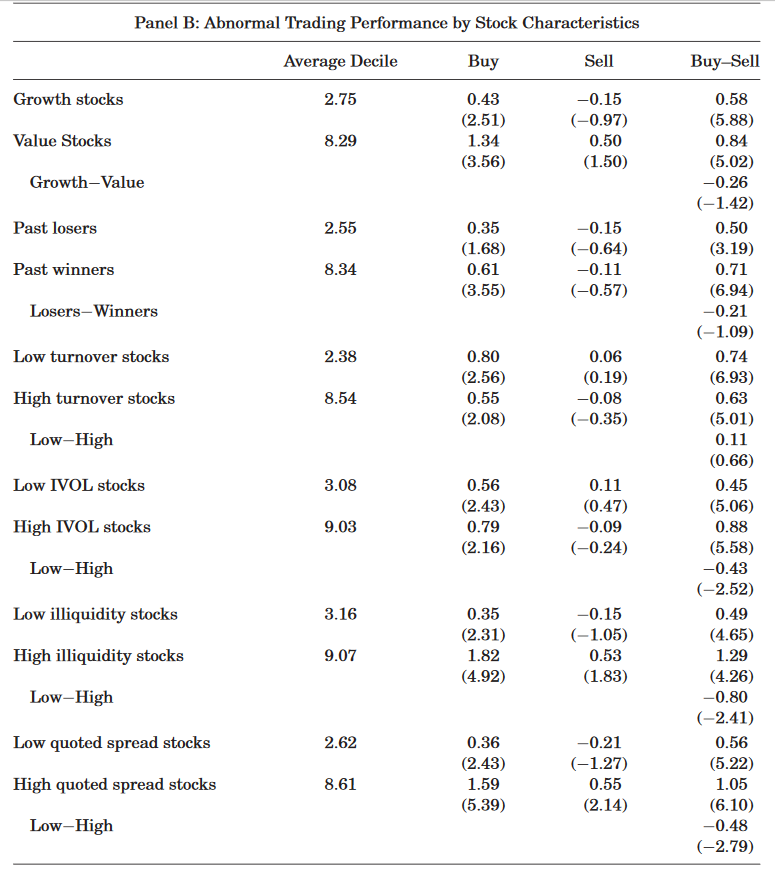 Panel B: Abnormal Trading Performance by Stock Characteristics
Average Decile Buy Sell Buy–Sell
Growth stocks 2.75 0.43 −0.15 0.58
(2.51) (−0.97) (5.88)
Value Stocks 8.29 1.34 0.50 0.84
(3.56) (1.50) (5.02)
Growth−Value −0.26
(−1.42)
Past losers 2.55 0.35 −0.15 0.50
(1.68) (−0.64) (3.19)
Past winners 8.34 0.61 −0.11 0.71
(3.55) (−0.57) (6.94)
Losers−Winners −0.21
(−1.09)
Low turnover stocks 2.38 0.80 0.06 0.74
(2.56) (0.19) (6.93)
High turnover stocks 8.54 0.55 −0.08 0.63
(2.08) (−0.35) (5.01)
Low−High 0.11
(0.66)
Low IVOL stocks 3.08 0.56 0.11 0.45
(2.43) (0.47) (5.06)
High IVOL stocks 9.03 0.79 −0.09 0.88
(2.16) (−0.24) (5.58)
Low−High −0.43
(−2.52)
Low illiquidity stocks 3.16 0.35 −0.15 0.49
(2.31) (−1.05) (4.65)
High illiquidity stocks 9.07 1.82 0.53 1.29
(4.92) (1.83) (4.26)
Low−High −0.80
(−2.41)
Low quoted spread stocks 2.62 0.36 −0.21 0.56
(2.43) (−1.27) (5.22)
High quoted spread stocks 8.61 1.59 0.55 1.05
(5.39) (2.14) (6.10)
Low−High −0.48
(−2.79)